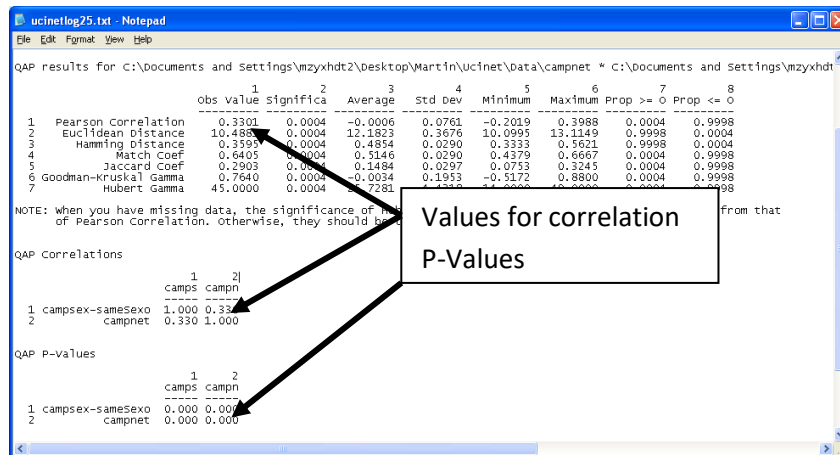 ucinetlog25.txt - Notepad
File Edit Format View Help
QAP results for C:\Documents and Settings\mzyxhdt2\Desktop\Martin\Ucinet\Data\campnet * C:\Documents and Settings\mzyxhdt
1 2 3 4 5 6 7 8
Obs Value Significa Average Std Dev Minimum Maximum Prop >= O Prop <= O
1 Pearson Correlation 0.3301 0.0004 -0.0006 0.0761 -0.2019 0.3988 0.0004 0.9998
2 Euclidean Distance 10.488 0.0004 12.1823 0.3676 10.0995 13.1149 0.9998 0.0004
3 Hamming Distance 0.3595 0.0004 0.4854 0.0290 0.3333 0.5621 0.9998 0.0004
4 Match Coef 0.6405 0.0004 0.5146 0.0290 0.4379 0.6667 0.0004 0.9998
5 Jaccard Coef 0.2903 0.0004 0.1484 0.0297 0.0753 0.3245 0.0004 0.9998
6 Goodman-Kruskal Gamma 0.7640 0.0004 -0.0034 0.1953 -0.5172 0.8800 0.0004 0.9998
7 Hubert Gamma 45.0000 0.0004
NOTE: When you have missing data, the significance of from that
of Pearson Correlation. Otherwise, they should be
Values for correlation
P-Values
QAP Correlations
1 2
camps campn
1 campsex-sameSexo 1.000 0.33
2 campnet 0.330 1.000
QAP P-Values
1 2
camps campn
1 campsex-sameSexo 0.000 0.000
2 campnet 0.000 0.000